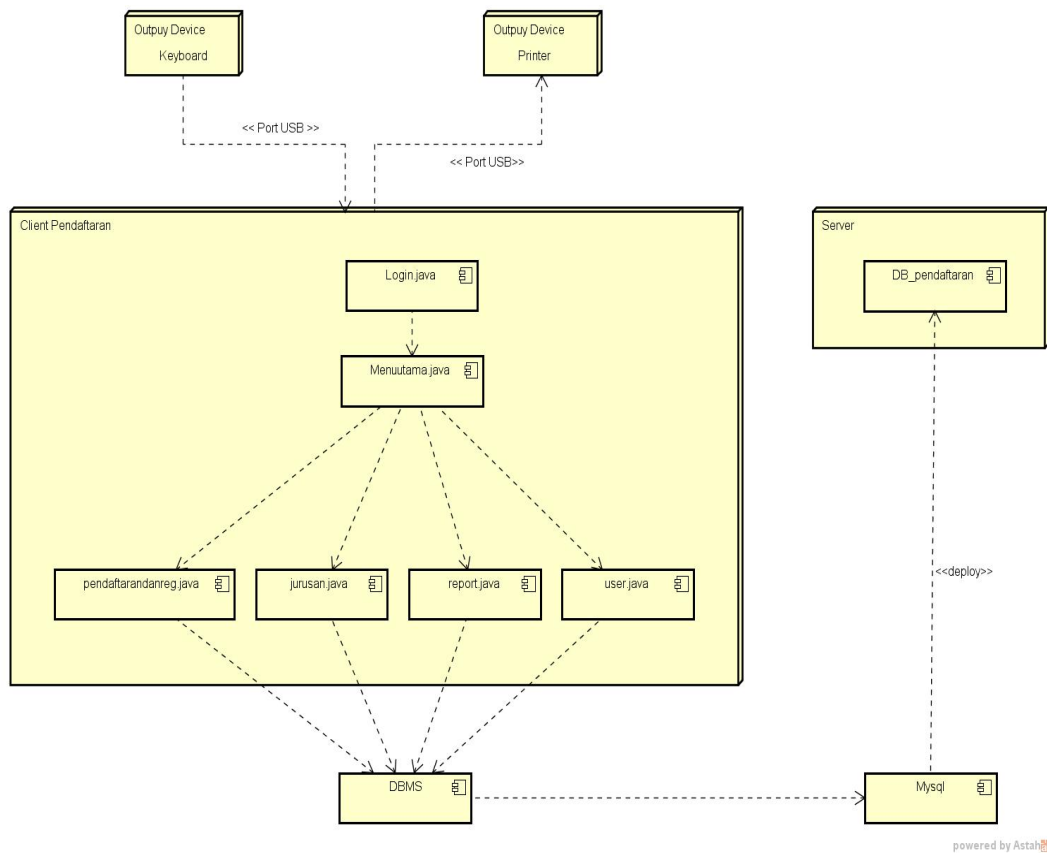 Outpuy Device
Keyboard
Outpuy Device
Printer
<< Port USB >>
<< Port USB>>
Client Pendaftaran
Server
Login.java
DB_pendaftaran
Menuutama.java
pendaftarandanreg.java
jurusan.java
report.java
user.java
<<deploy>>
DBMS
Mysql
powered by Astah